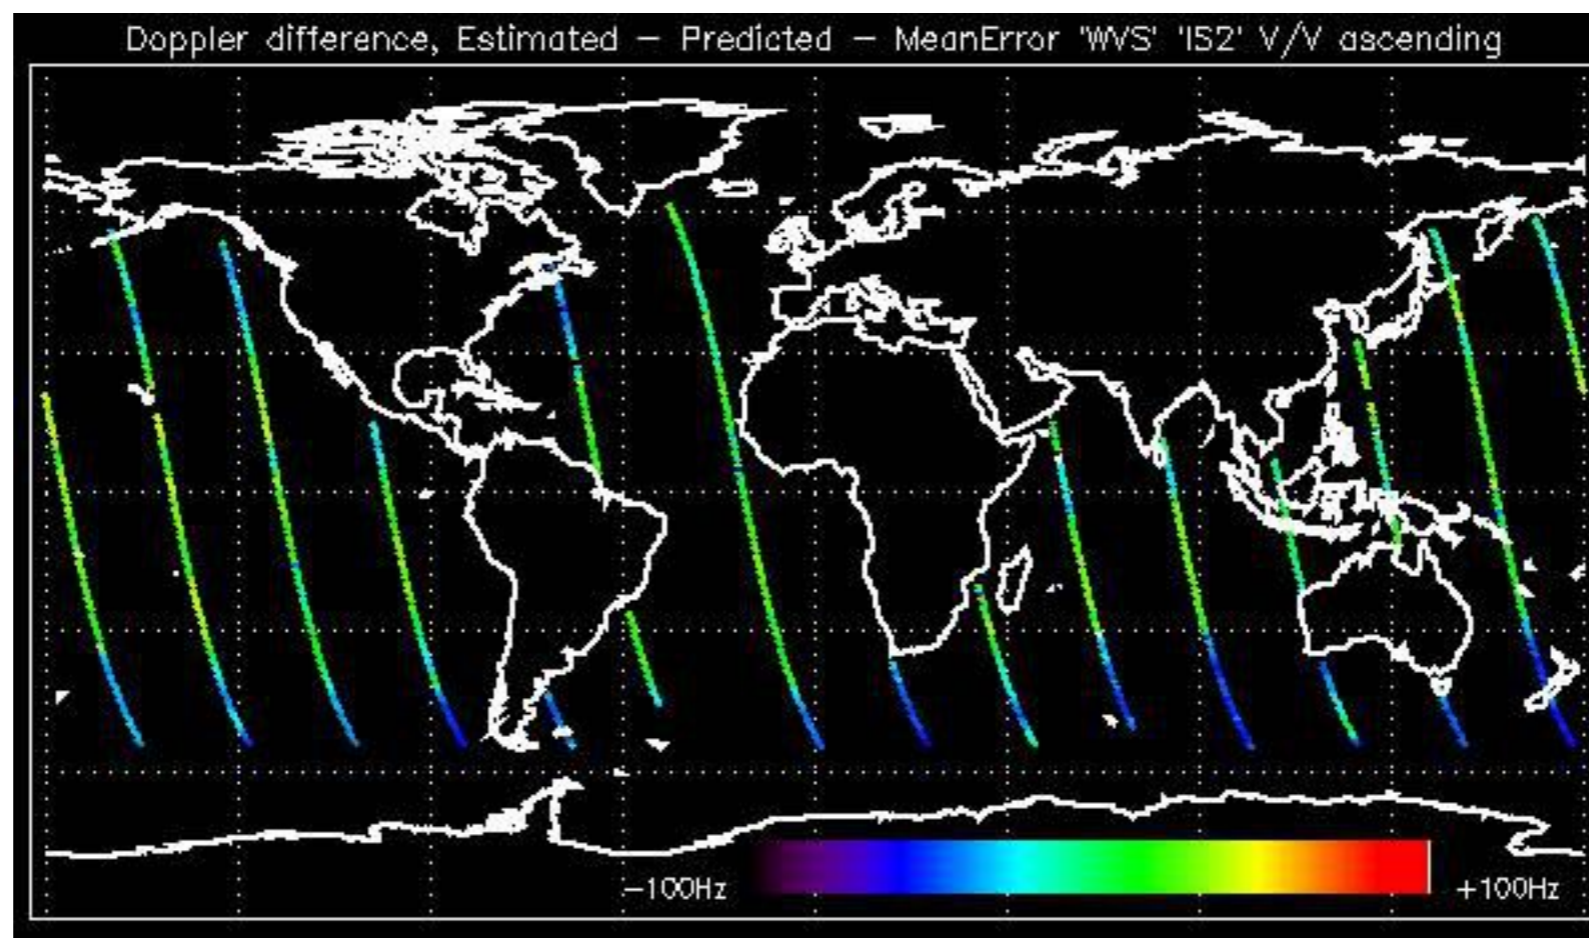 Doppler difference, Estimated – Predicted – MeanError 'WVS' 'IS2' V/V ascending
–100Hz +100Hz